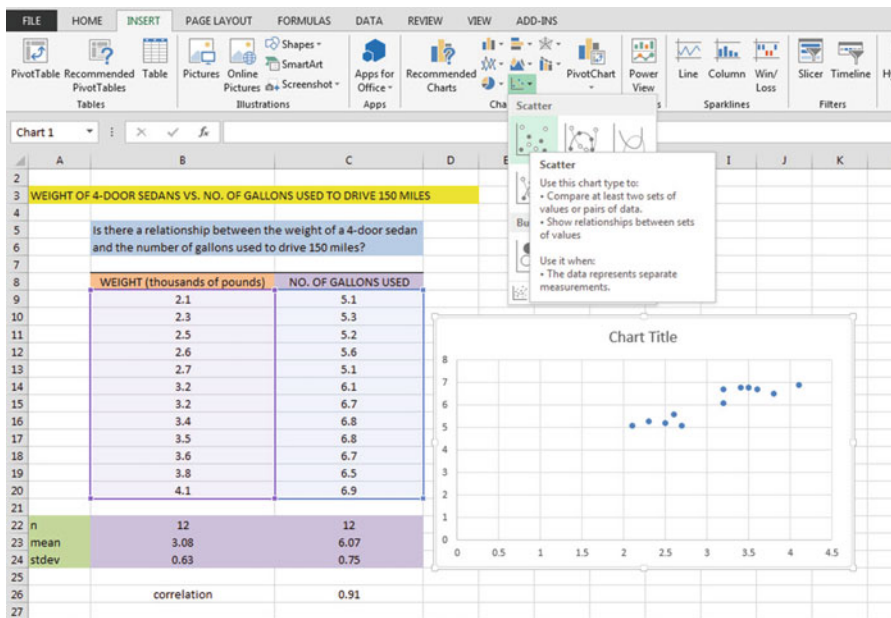 FILE HOME INSERT PAGE LAYOUT FORMULAS DATA REVIEW VIEW ADD-INS
PivotTable Recommended PivotTables Table
Tables
Pictures Online Pictures Shapes SmartArt Screenshot
Illustrations
Apps for Office
Apps
Recommended Charts
PivotChart
Cha
Power View
s
Line Column Win/Loss
Sparklines
Slicer Timeline
Filters
Chart 1 fx
Scatter
Scatter
Use this chart type to:
• Compare at least two sets of
values or pairs of data.
• Show relationships between sets
of values
Use it when:
• The data represents separate
measurements.
Bu
A B C D E I J K
2
3 WEIGHT OF 4-DOOR SEDANS VS. NO. OF GALLONS USED TO DRIVE 150 MILES
4
5 Is there a relationship between the weight of a 4-door sedan
6 and the number of gallons used to drive 150 miles?
7
8 WEIGHT (thousands of pounds) NO. OF GALLONS USED
9 2.1 5.1
10 2.3 5.3
11 2.5 5.2
12 2.6 5.6
13 2.7 5.1
14 3.2 6.1
15 3.2 6.7
16 3.4 6.8
17 3.5 6.8
18 3.6 6.7
19 3.8 6.5
20 4.1 6.9
21
22 n 12 12
23 mean 3.08 6.07
24 stdev 0.63 0.75
25
26 correlation 0.91
27
Chart Title
8
7
6
5
4
3
2
1
0
0 0.5 1 1.5 2 2.5 3 3.5 4 4.5